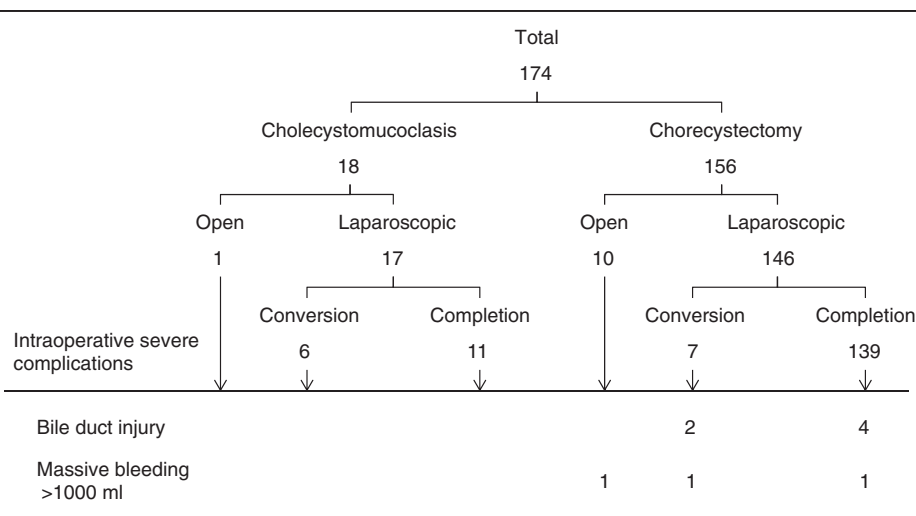 Total
174
Cholecystomucoclasis Chorecystectomy
18 156
Open Laparoscopic Open Laparoscopic
1 17 10 146
Conversion Completion Conversion Completion
Intraoperative severe
complications
6 11 7 139
Bile duct injury 2 4
Massive bleeding
>1000 ml
1 1 1